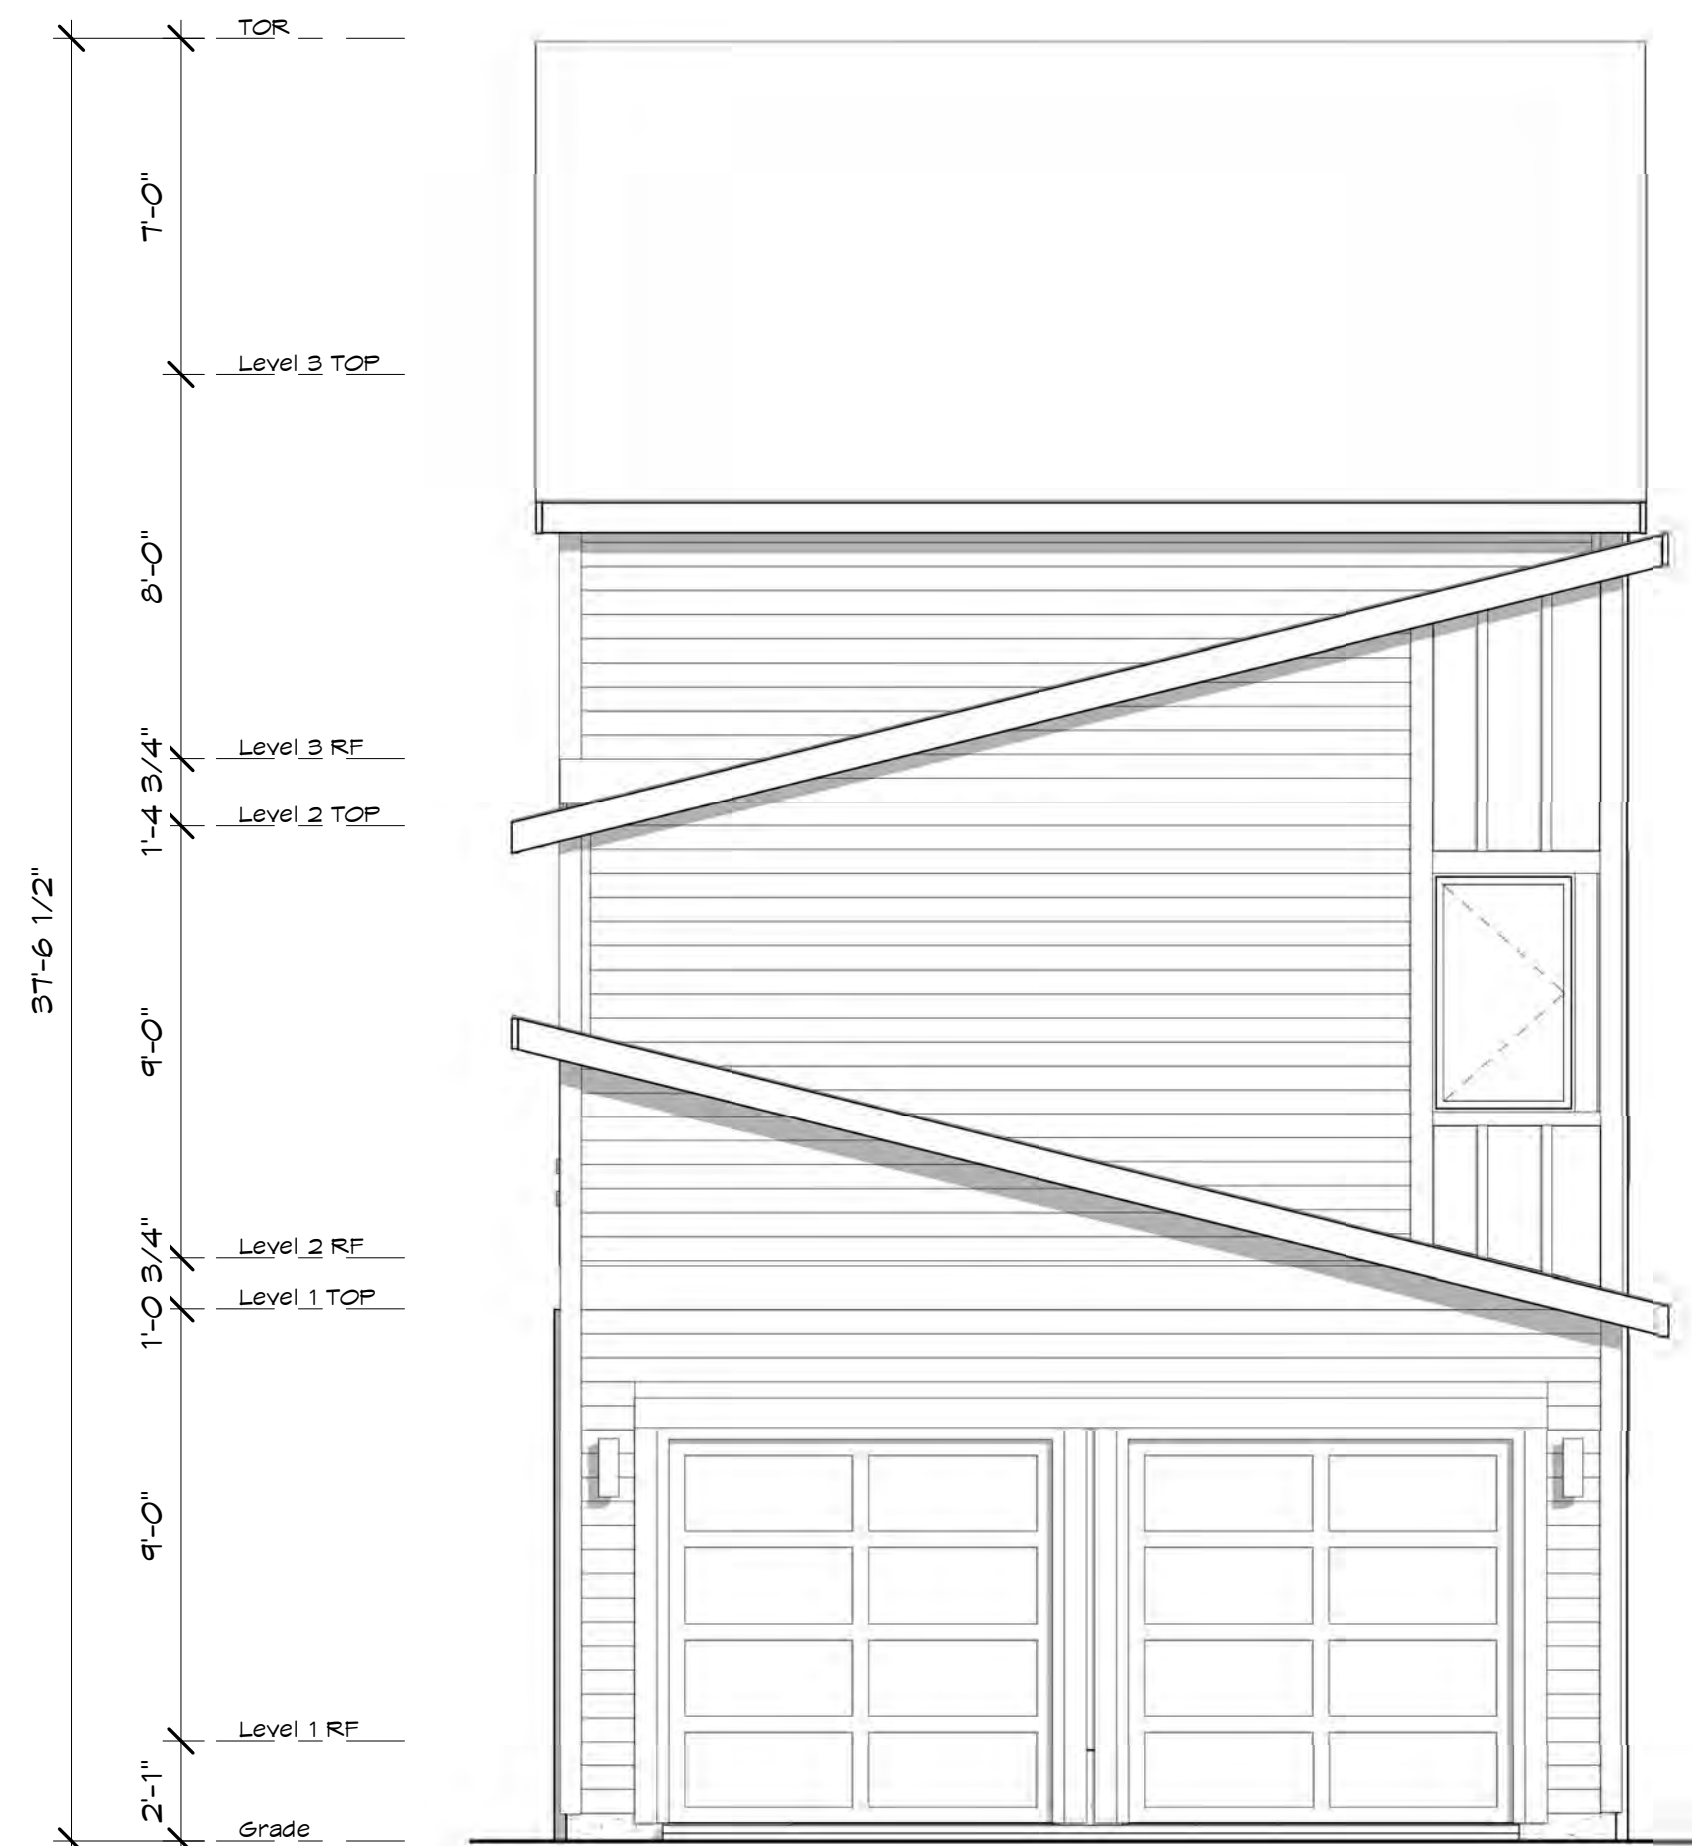 TOR
7'-0"
Level 3 TOP
8'-0"
Level 3 RF
1'-4 3/4"
Level 2 TOP
37'-6 1/2"
9'-0"
Level 2 RF
1'-0 3/4"
Level 1 TOP
9'-0"
Level 1 RF
2'-1"
Grade